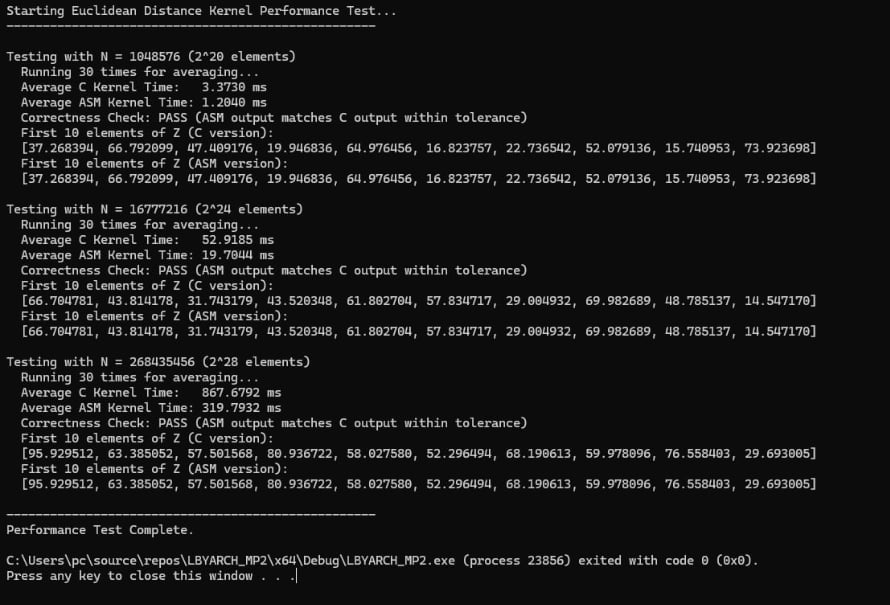 Starting Euclidean Distance Kernel Performance Test...
---------------------------------------------------
Testing with N = 1048576 (2^20 elements)
Running 30 times for averaging...
Average C Kernel Time:   3.3730 ms
Average ASM Kernel Time: 1.2040 ms
Correctness Check: PASS (ASM output matches C output within tolerance)
First 10 elements of Z (C version):
[37.268394, 66.792099, 47.409176, 19.946836, 64.976456, 16.823757, 22.736542, 52.079136, 15.740953, 73.923698]
First 10 elements of Z (ASM version):
[37.268394, 66.792099, 47.409176, 19.946836, 64.976456, 16.823757, 22.736542, 52.079136, 15.740953, 73.923698]
Testing with N = 16777216 (2^24 elements)
Running 30 times for averaging...
Average C Kernel Time:   52.9185 ms
Average ASM Kernel Time: 19.7044 ms
Correctness Check: PASS (ASM output matches C output within tolerance)
First 10 elements of Z (C version):
[66.704781, 43.814178, 31.743179, 43.520348, 61.802704, 57.834717, 29.004932, 69.982689, 48.785137, 14.547170]
First 10 elements of Z (ASM version):
[66.704781, 43.814178, 31.743179, 43.520348, 61.802704, 57.834717, 29.004932, 69.982689, 48.785137, 14.547170]
Testing with N = 268435456 (2^28 elements)
Running 30 times for averaging...
Average C Kernel Time:   867.6792 ms
Average ASM Kernel Time: 319.7932 ms
Correctness Check: PASS (ASM output matches C output within tolerance)
First 10 elements of Z (C version):
[95.929512, 63.385052, 57.501568, 80.936722, 58.027580, 52.296494, 68.190613, 59.978096, 76.558403, 29.693005]
First 10 elements of Z (ASM version):
[95.929512, 63.385052, 57.501568, 80.936722, 58.027580, 52.296494, 68.190613, 59.978096, 76.558403, 29.693005]
---------------------------------------------------
Performance Test Complete.
C:\Users\pc\source\repos\LBYARCH_MP2\x64\Debug\LBYARCH_MP2.exe (process 23856) exited with code 0 (0x0).
Press any key to close this window . . .